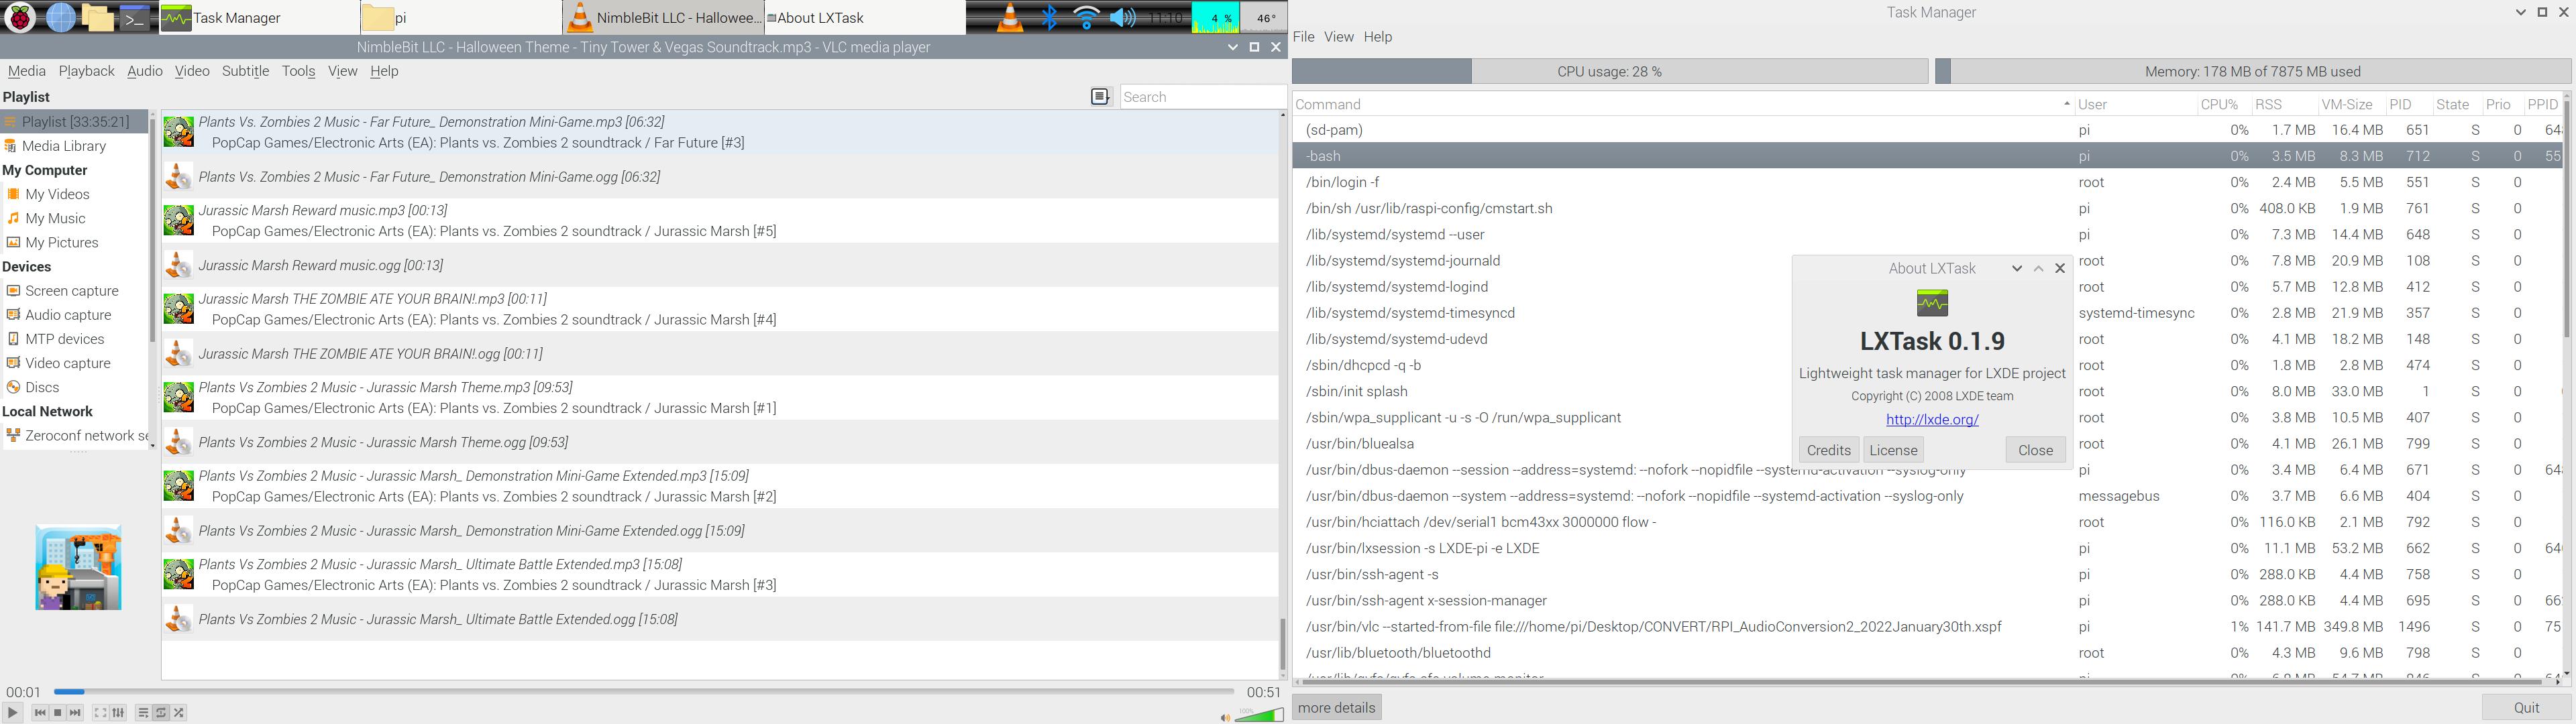 Task Manager
pi
NimbleBit LLC - Hallowee...
About LXTask
11:10
4 %
46°
NimbleBit LLC - Halloween Theme - Tiny Tower & Vegas Soundtrack.mp3 - VLC media player
Media Playback Audio Video Subtitle Tools View Help
Playlist
Search
Playlist [33:35:21]
Media Library
My Computer
My Videos
My Music
My Pictures
Devices
Screen capture
Audio capture
MTP devices
Video capture
Discs
Local Network
Zeroconf network se
Plants Vs. Zombies 2 Music - Far Future_ Demonstration Mini-Game.mp3 [06:32]
PopCap Games/Electronic Arts (EA): Plants vs. Zombies 2 soundtrack / Far Future [#3]
Plants Vs. Zombies 2 Music - Far Future_ Demonstration Mini-Game.ogg [06:32]
Jurassic Marsh Reward music.mp3 [00:13]
PopCap Games/Electronic Arts (EA): Plants vs. Zombies 2 soundtrack / Jurassic Marsh [#5]
Jurassic Marsh Reward music.ogg [00:13]
Jurassic Marsh THE ZOMBIE ATE YOUR BRAIN!.mp3 [00:11]
PopCap Games/Electronic Arts (EA): Plants vs. Zombies 2 soundtrack / Jurassic Marsh [#4]
Jurassic Marsh THE ZOMBIE ATE YOUR BRAIN!.ogg [00:11]
Plants Vs Zombies 2 Music - Jurassic Marsh Theme.mp3 [09:53]
PopCap Games/Electronic Arts (EA): Plants vs. Zombies 2 soundtrack / Jurassic Marsh [#1]
Plants Vs Zombies 2 Music - Jurassic Marsh Theme.ogg [09:53]
Plants Vs Zombies 2 Music - Jurassic Marsh_ Demonstration Mini-Game Extended.mp3 [15:09]
PopCap Games/Electronic Arts (EA): Plants vs. Zombies 2 soundtrack / Jurassic Marsh [#2]
Plants Vs Zombies 2 Music - Jurassic Marsh_ Demonstration Mini-Game Extended.ogg [15:09]
Plants Vs Zombies 2 Music - Jurassic Marsh_ Ultimate Battle Extended.mp3 [15:08]
PopCap Games/Electronic Arts (EA): Plants vs. Zombies 2 soundtrack / Jurassic Marsh [#3]
Plants Vs Zombies 2 Music - Jurassic Marsh_ Ultimate Battle Extended.ogg [15:08]
00:01
00:51
100%
Task Manager
File View Help
CPU usage: 28 %
Memory: 178 MB of 7875 MB used
Command User CPU% RSS VM-Size PID State Prio PPID
(sd-pam) pi 0% 1.7 MB 16.4 MB 651 S 0 64
-bash pi 0% 3.5 MB 8.3 MB 712 S 0 55
/bin/login -f root 0% 2.4 MB 5.5 MB 551 S 0
/bin/sh /usr/lib/raspi-config/cmstart.sh pi 0% 408.0 KB 1.9 MB 761 S 0
/lib/systemd/systemd --user pi 0% 7.3 MB 14.4 MB 648 S 0
/lib/systemd/systemd-journald root 0% 7.8 MB 20.9 MB 108 S 0
/lib/systemd/systemd-logind root 0% 5.7 MB 12.8 MB 412 S 0
/lib/systemd/systemd-timesyncd systemd-timesync 0% 2.8 MB 21.9 MB 357 S 0
/lib/systemd/systemd-udevd root 0% 4.1 MB 18.2 MB 148 S 0
/sbin/dhcpcd -q -b root 0% 1.8 MB 2.8 MB 474 S 0
/sbin/init splash root 0% 8.0 MB 33.0 MB 1 S 0
/sbin/wpa_supplicant -u -s -O /run/wpa_supplicant root 0% 3.8 MB 10.5 MB 407 S 0
/usr/bin/bluealsa root 0% 4.1 MB 26.1 MB 799 S 0
/usr/bin/dbus-daemon --session --address=systemd: --nofork --nopidfile --systemd-activation --syslog-only pi 0% 3.4 MB 6.4 MB 671 S 0 64
/usr/bin/dbus-daemon --system --address=systemd: --nofork --nopidfile --systemd-activation --syslog-only messagebus 0% 3.7 MB 6.6 MB 404 S 0
/usr/bin/hciattach /dev/serial1 bcm43xx 3000000 flow - root 0% 116.0 KB 2.1 MB 792 S 0
/usr/bin/lxsession -s LXDE-pi -e LXDE pi 0% 11.1 MB 53.2 MB 662 S 0 64
/usr/bin/ssh-agent -s pi 0% 288.0 KB 4.4 MB 758 S 0
/usr/bin/ssh-agent x-session-manager pi 0% 288.0 KB 4.4 MB 695 S 0 66
/usr/bin/vlc --started-from-file file:///home/pi/Desktop/CONVERT/RPI_AudioConversion2_2022January30th.xspf pi 1% 141.7 MB 349.8 MB 1496 S 0 75
/usr/lib/bluetooth/bluetoothd root 0% 4.3 MB 9.6 MB 798 S 0
About LXTask
LXTask 0.1.9
Lightweight task manager for LXDE project
Copyright (C) 2008 LXDE team
http://lxde.org/
Credits License Close
more details
Quit